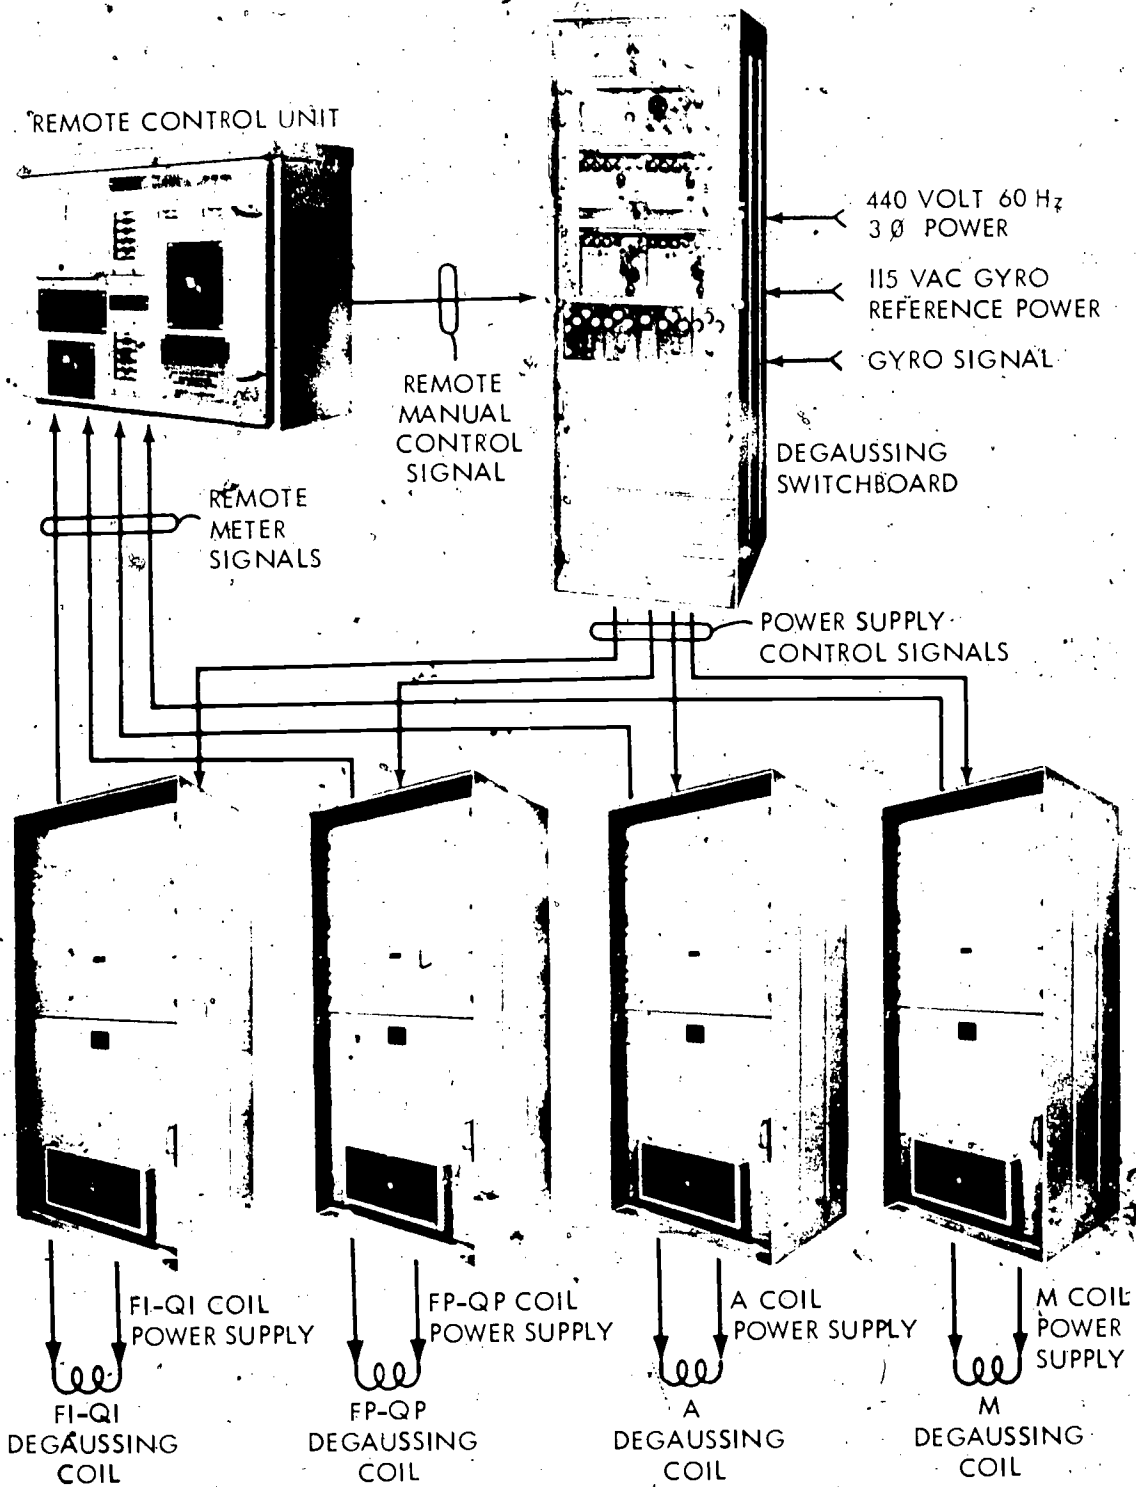 REMOTE CONTROL UNIT
440 VOLT 60 Hz
3 Ø POWER
115 VAC GYRO
REFERENCE POWER
GYRO SIGNAL
REMOTE
MANUAL
CONTROL
SIGNAL
DEGAUSSING
SWITCHBOARD
REMOTE
METER
SIGNALS
POWER SUPPLY
CONTROL SIGNALS
FI-QI COIL
POWER SUPPLY
FP-QP COIL
POWER SUPPLY
A COIL
POWER SUPPLY
M COIL
POWER
SUPPLY
FI-QI
DEGAUSSING
COIL
FP-QP
DEGAUSSING
COIL
A
DEGAUSSING
COIL
M
DEGAUSSING
COIL